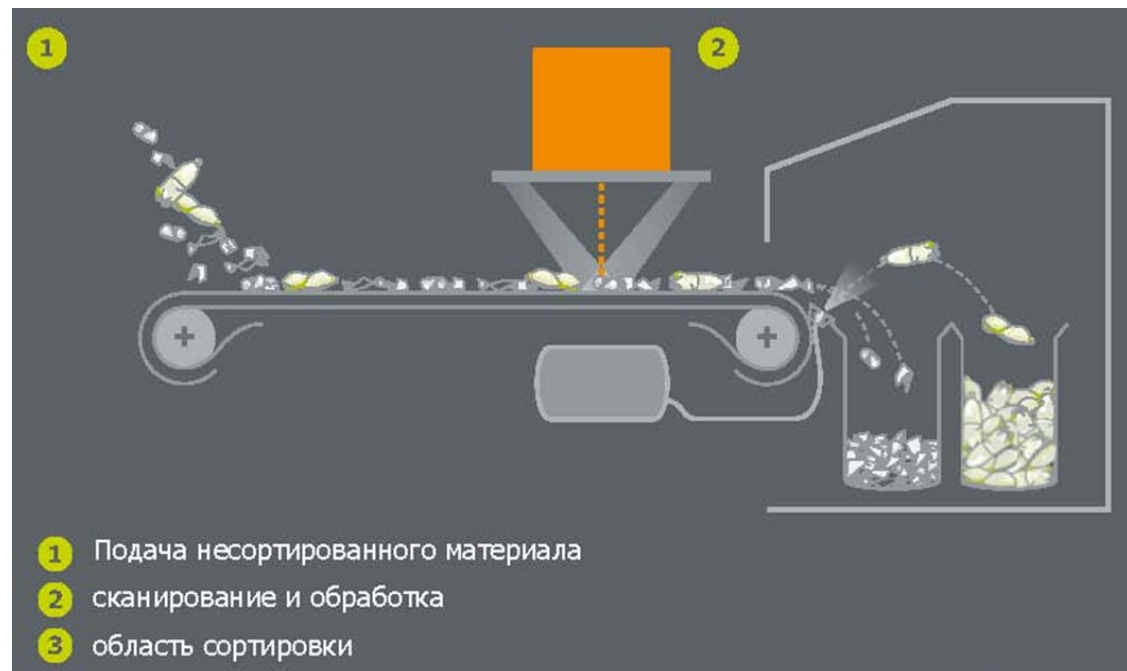 1
2
1 Подача несортированного материала
2 сканирование и обработка
3 область сортировки